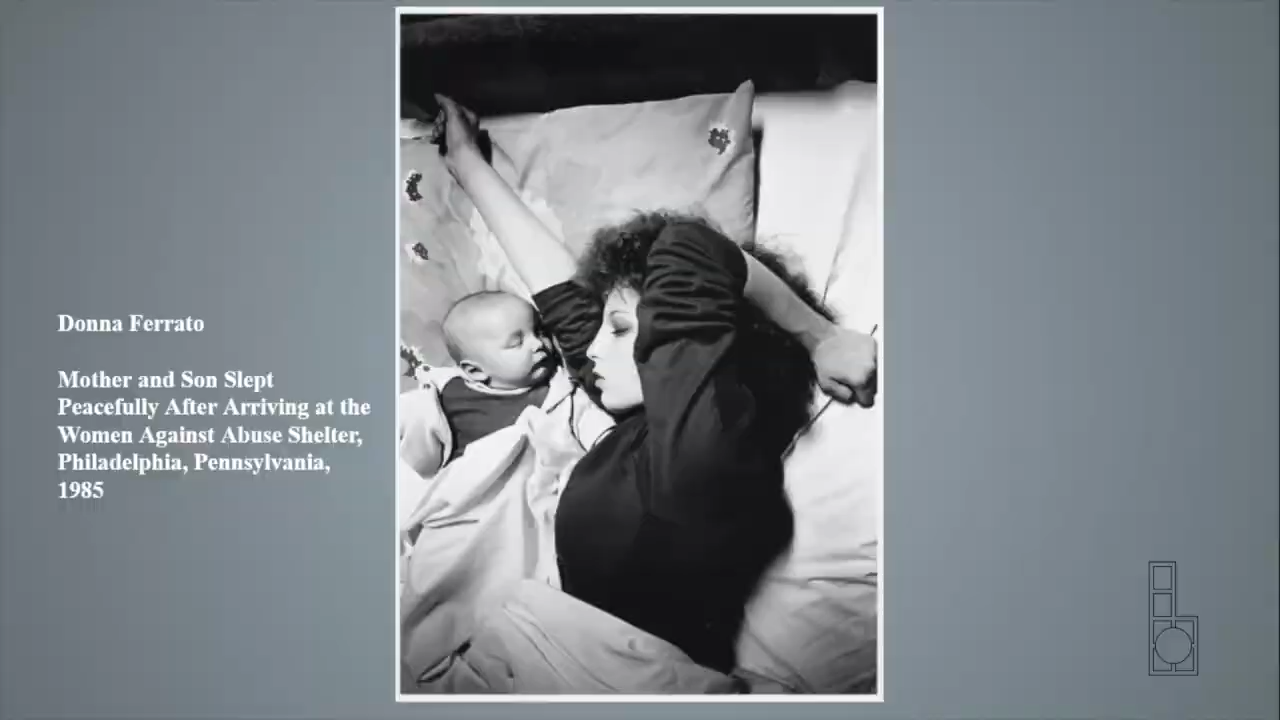 Donna Ferrato
Mother and Son Slept
Peacefully After Arriving at the
Women Against Abuse Shelter,
Philadelphia, Pennsylvania,
1985